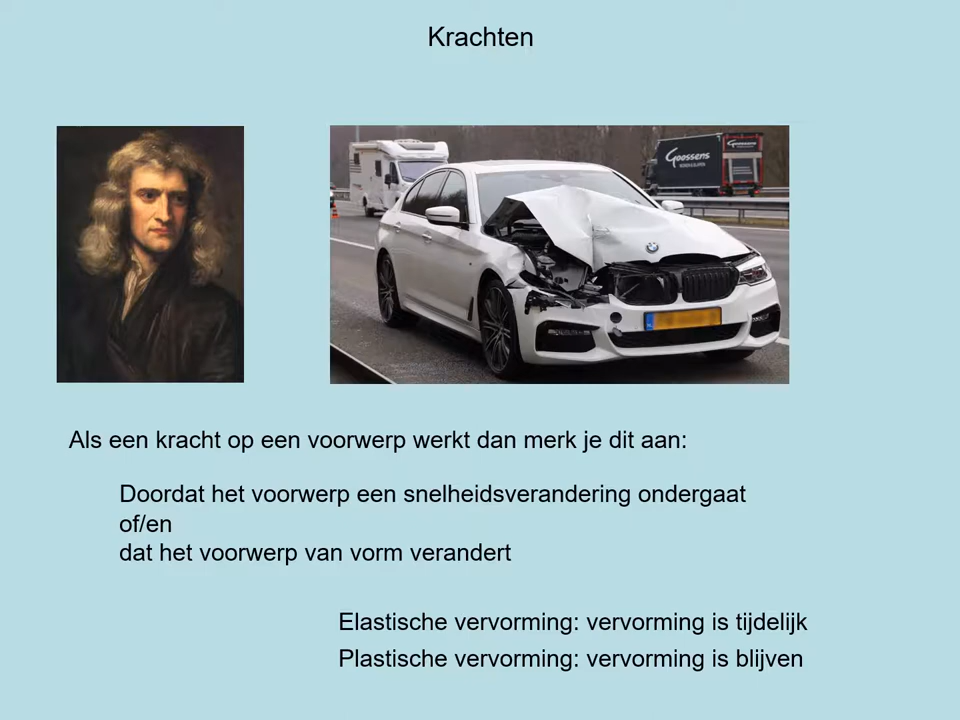 Krachten
Goossens
Als een kracht op een voorwerp werkt dan merk je dit aan:
Doordat het voorwerp een snelheidsverandering ondergaat
of/en
dat het voorwerp van vorm verandert
Elastische vervorming: vervorming is tijdelijk
Plastische vervorming: vervorming is blijven